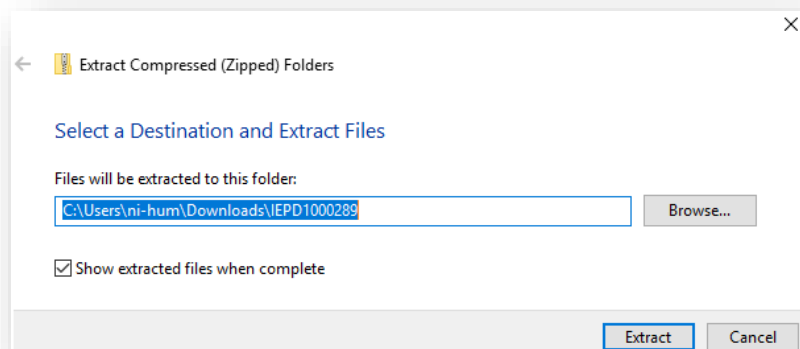 Extract Compressed (Zipped) Folders
Select a Destination and Extract Files
Files will be extracted to this folder:
C:\Users\ni-hum\Downloads\IEPD1000289
Browse...
Show extracted files when complete
Extract Cancel